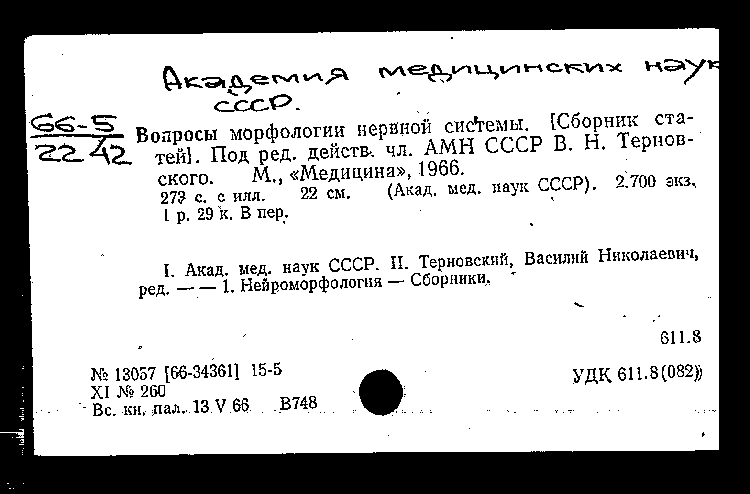 Академия медицинских наук
СССР.
66-5
22 42
Вопросы морфологии нервной системы. [Сборник ста-
тей]. Под ред. действ. чл. АМН СССР В. Н. Тернов-
ского. М., «Медицина», 1966.
273 с. с илл. 22 см. (Акад. мед. наук СССР). 2.700 экз.
1 р. 29 к. В пер.
I. Акад. мед. наук СССР. II. Терновский, Василий Николаевич,
ред. — — 1. Нейроморфология — Сборники.
611.8
№ 13057 [66-34361] 15-5
УДК 611.8(082))
XI № 260
Вс. кн. пал. 13 V 66 В748